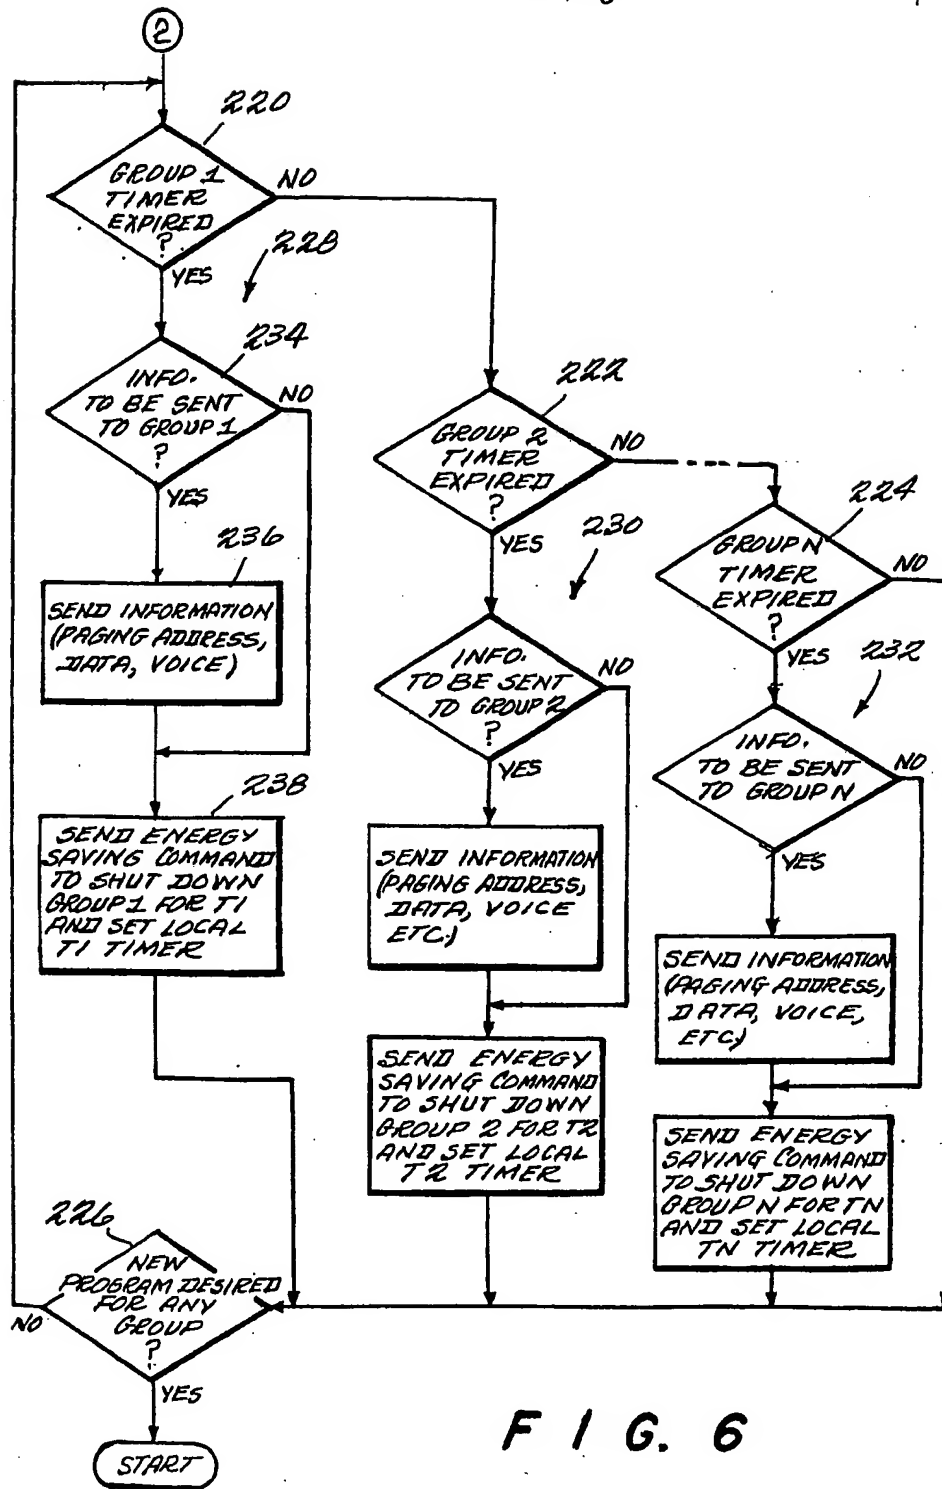 2
220
GROUP 1
TIMER
EXPIRED
?
NO
YES
228
234
INFO.
TO BE SENT
TO GROUP 1
?
NO
YES
236
SEND INFORMATION
(PAGING ADDRESS,
DATA, VOICE)
238
SEND ENERGY
SAVING COMMAND
TO SHUT DOWN
GROUP 1 FOR T1
AND SET LOCAL
T1 TIMER
222
GROUP 2
TIMER
EXPIRED
?
NO
YES
230
INFO.
TO BE SENT
TO GROUP 2
?
NO
YES
SEND INFORMATION
(PAGING ADDRESS,
DATA, VOICE
ETC.)
SEND ENERGY
SAVING COMMAND
TO SHUT DOWN
GROUP 2 FOR T2
AND SET LOCAL
T2 TIMER
224
GROUP N
TIMER
EXPIRED
?
NO
YES
232
INFO.
TO BE SENT
TO GROUP N
NO
YES
SEND INFORMATION
(PAGING ADDRESS,
DATA, VOICE,
ETC.)
SEND ENERGY
SAVING COMMAND
TO SHUT DOWN
GROUP N FOR TN
AND SET LOCAL
TN TIMER
226
NEW
PROGRAM DESIRED
FOR ANY
GROUP
?
NO
YES
START
FIG. 6